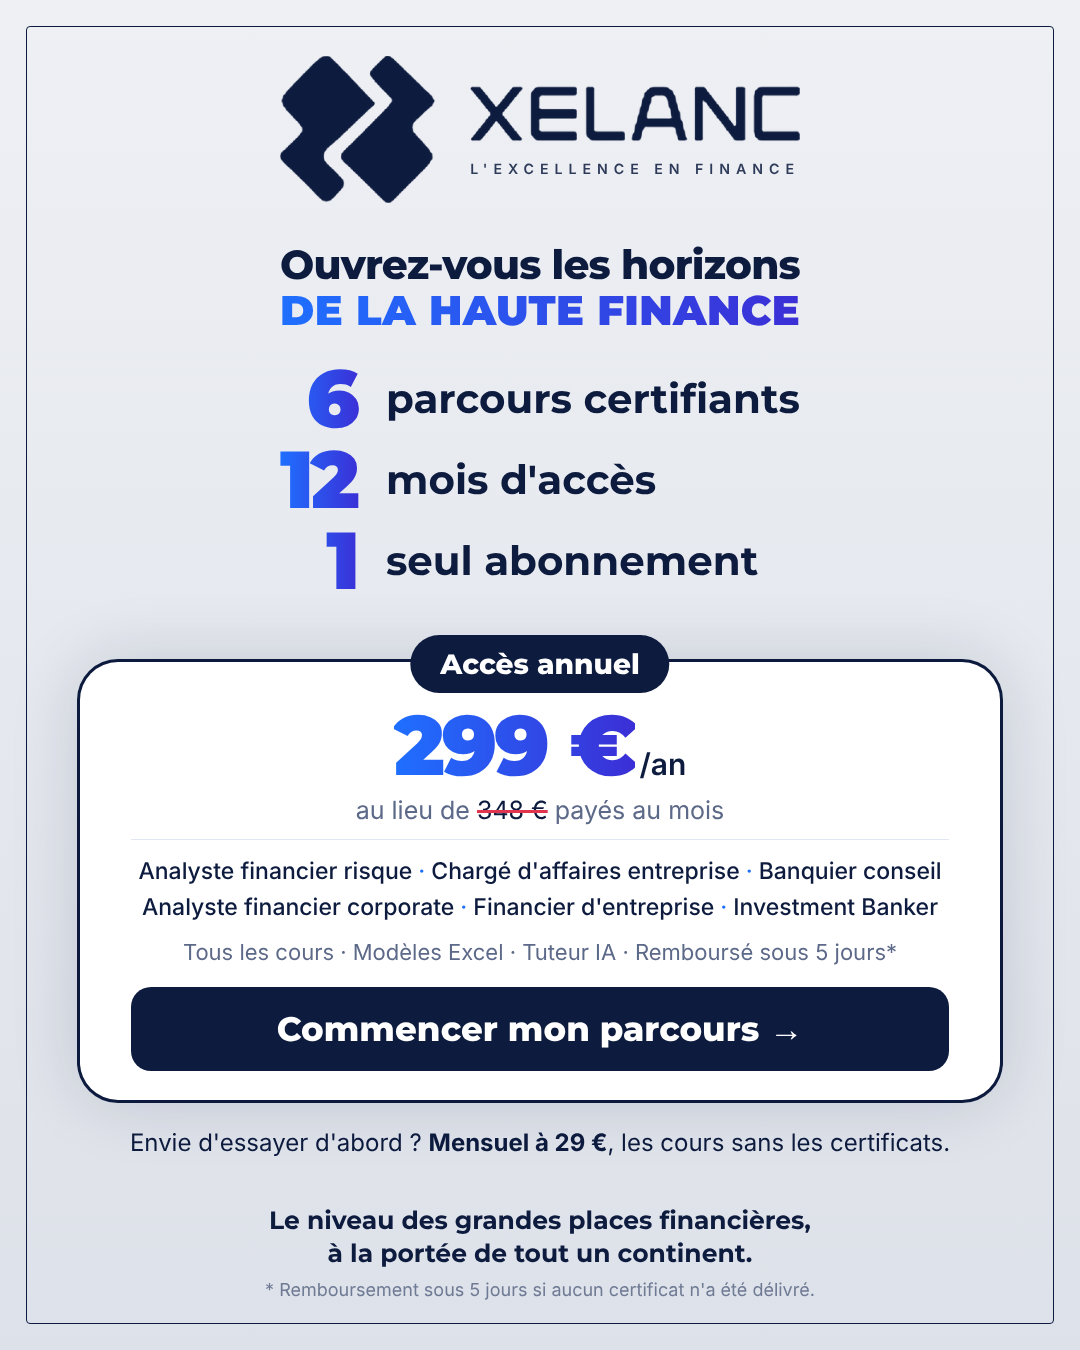 XELANC
L'EXCELLENCE EN FINANCE
Ouvrez-vous les horizons
DE LA HAUTE FINANCE
6 parcours certifiants
12 mois d'accès
1 seul abonnement
Accès annuel
299 €/an
au lieu de 348 € payés au mois
Analyste financier risque · Chargé d'affaires entreprise · Banquier conseil
Analyste financier corporate · Financier d'entreprise · Investment Banker
Tous les cours · Modèles Excel · Tuteur IA · Remboursé sous 5 jours*
Commencer mon parcours →
Envie d'essayer d'abord ? Mensuel à 29 €, les cours sans les certificats.
Le niveau des grandes places financières,
à la portée de tout un continent.
* Remboursement sous 5 jours si aucun certificat n'a été délivré.